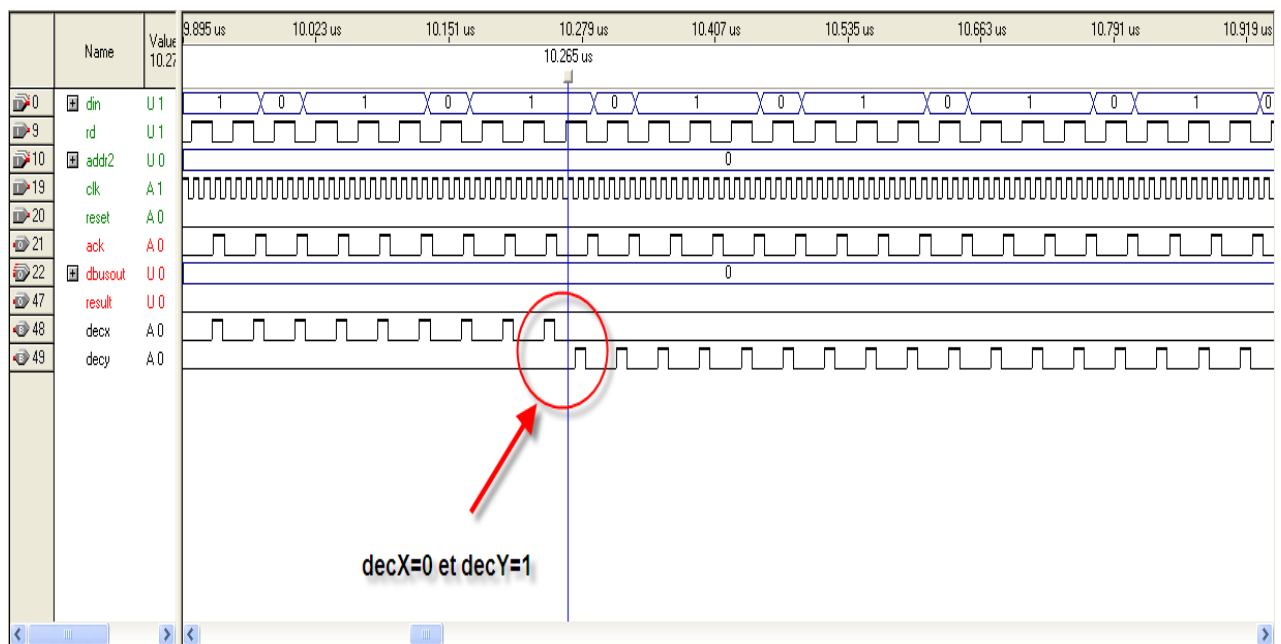 Name
Value
10.27
9.895 us 10.023 us 10.151 us 10.279 us 10.407 us 10.535 us 10.663 us 10.791 us 10.919 us
10.265 us
0 din U 1 1 0 1 0 1 0 1 0 1 0 1 0 1 0
9 rd U 1
10 addr2 U 0 0
19 clk A 1
20 reset A 0
21 ack A 0
22 dbusout U 0 0
47 result U 0
48 decx A 0
49 decy A 0
decX=0 et decY=1